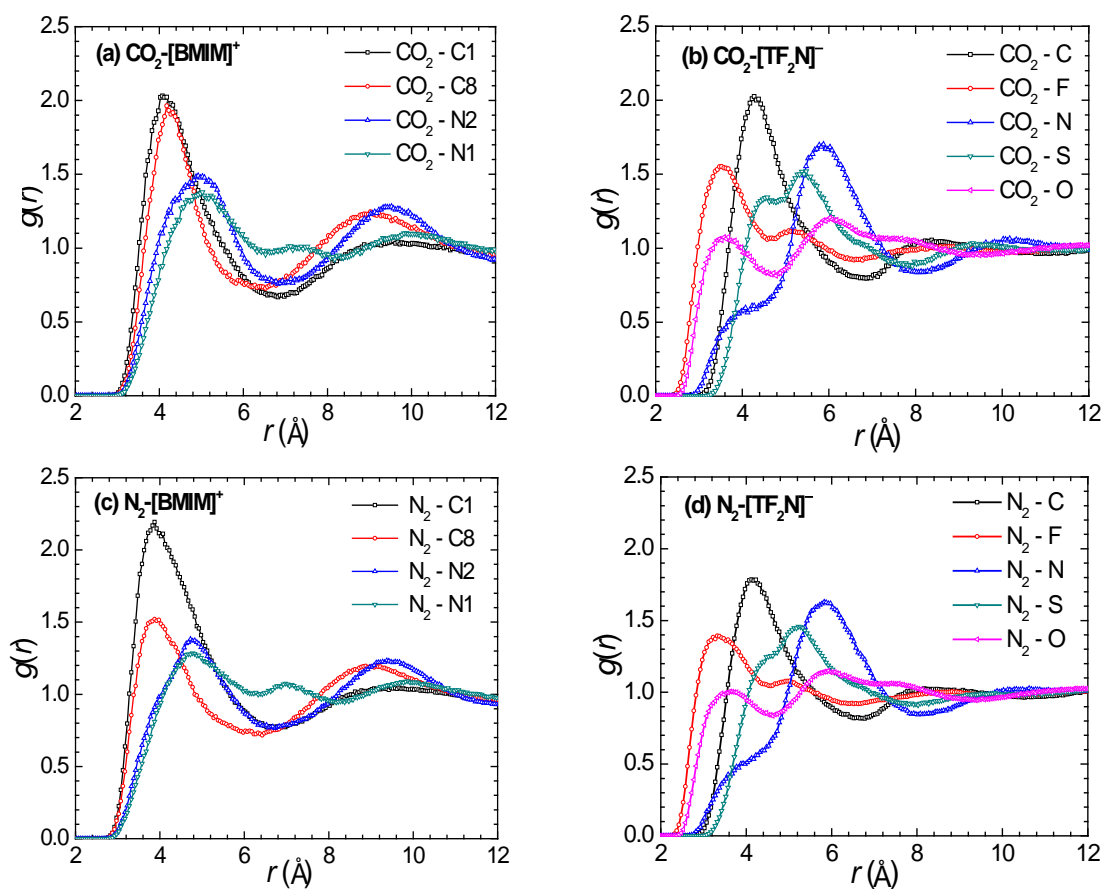 (a) CO₂-[BMIM]⁺
CO₂ - C1
CO₂ - C8
CO₂ - N2
CO₂ - N1
2.5
2.0
1.5
1.0
0.5
0.0
g(r)
2 4 6 8 10 12
r (Å)
(b) CO₂-[TF₂N]⁻
CO₂ - C
CO₂ - F
CO₂ - N
CO₂ - S
CO₂ - O
2.5
2.0
1.5
1.0
0.5
0.0
g(r)
2 4 6 8 10 12
r (Å)
(c) N₂-[BMIM]⁺
N₂ - C1
N₂ - C8
N₂ - N2
N₂ - N1
2.5
2.0
1.5
1.0
0.5
0.0
g(r)
2 4 6 8 10 12
r (Å)
(d) N₂-[TF₂N]⁻
N₂ - C
N₂ - F
N₂ - N
N₂ - S
N₂ - O
2.5
2.0
1.5
1.0
0.5
0.0
g(r)
2 4 6 8 10 12
r (Å)